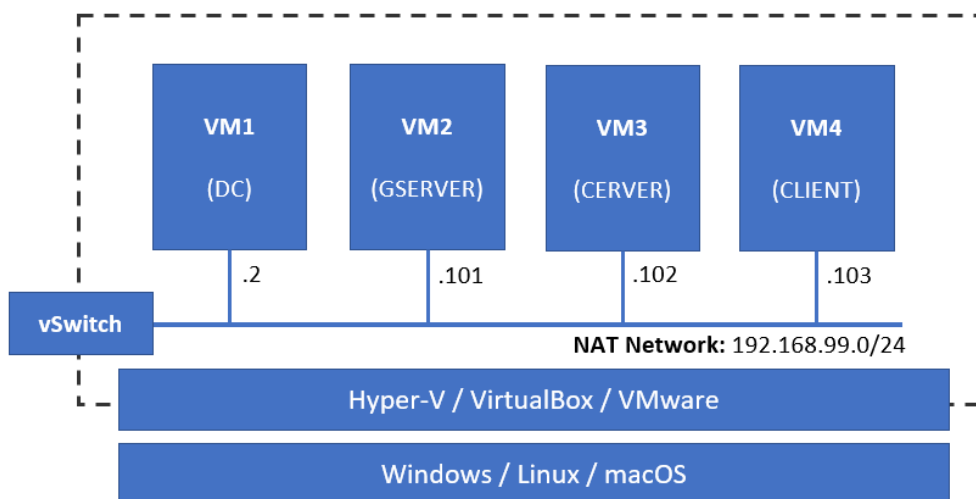 VM1
(DC)
VM2
(GSERVER)
VM3
(CERVER)
VM4
(CLIENT)
.2
.101
.102
.103
vSwitch
NAT Network: 192.168.99.0/24
Hyper-V / VirtualBox / VMware
Windows / Linux / macOS